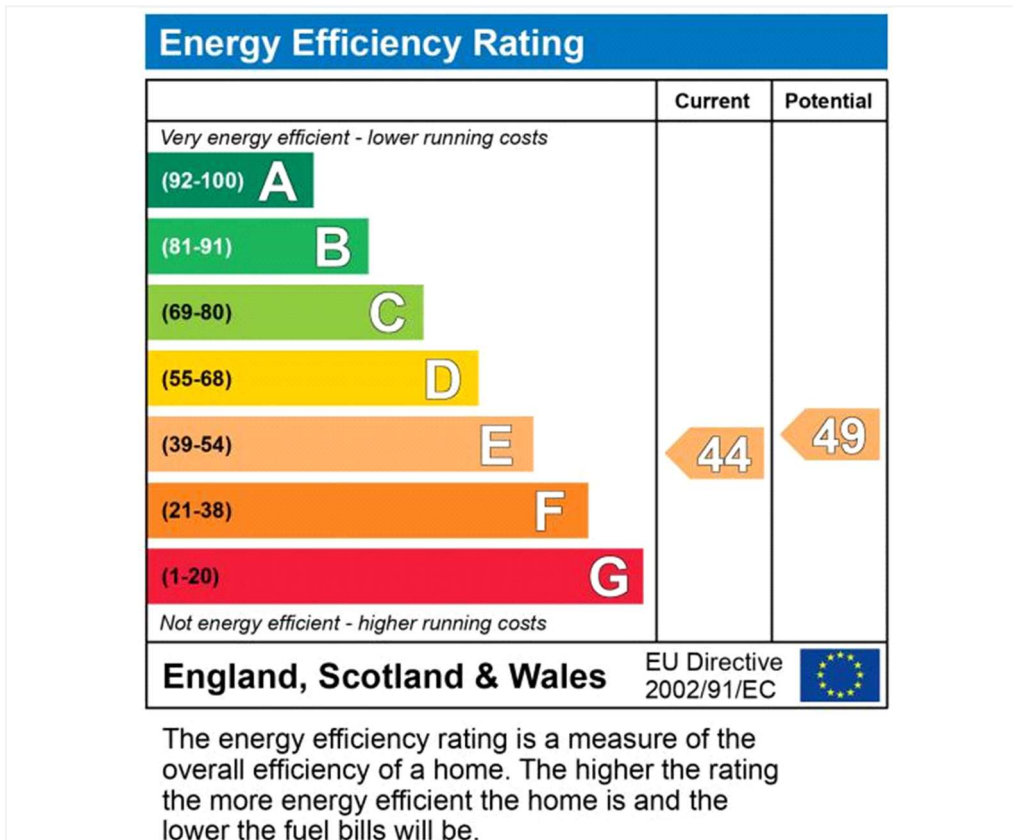 Energy Efficiency Rating
Current Potential
Very energy efficient - lower running costs
(92-100) A
(81-91) B
(69-80) C
(55-68) D
(39-54) E 44 49
(21-38) F
(1-20) G
Not energy efficient - higher running costs
England, Scotland & Wales
EU Directive
2002/91/EC
The energy efficiency rating is a measure of the
overall efficiency of a home. The higher the rating
the more energy efficient the home is and the
lower the fuel bills will be.